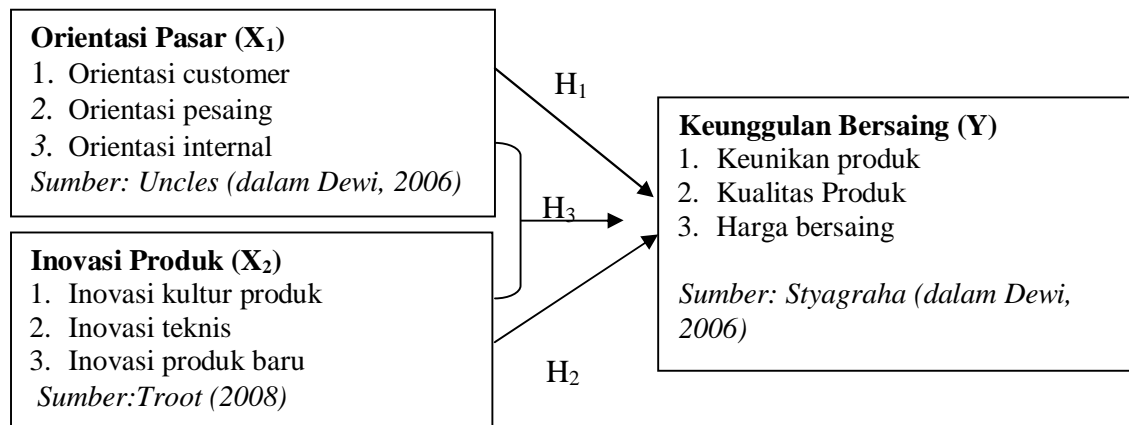 Orientasi Pasar (X₁)
1. Orientasi customer
2. Orientasi pesaing
3. Orientasi internal
Sumber: Uncles (dalam Dewi, 2006)
Inovasi Produk (X₂)
1. Inovasi kultur produk
2. Inovasi teknis
3. Inovasi produk baru
Sumber:Troot (2008)
H₁
H₃
H₂
Keunggulan Bersaing (Y)
1. Keunikan produk
2. Kualitas Produk
3. Harga bersaing
Sumber: Styagraha (dalam Dewi,
2006)